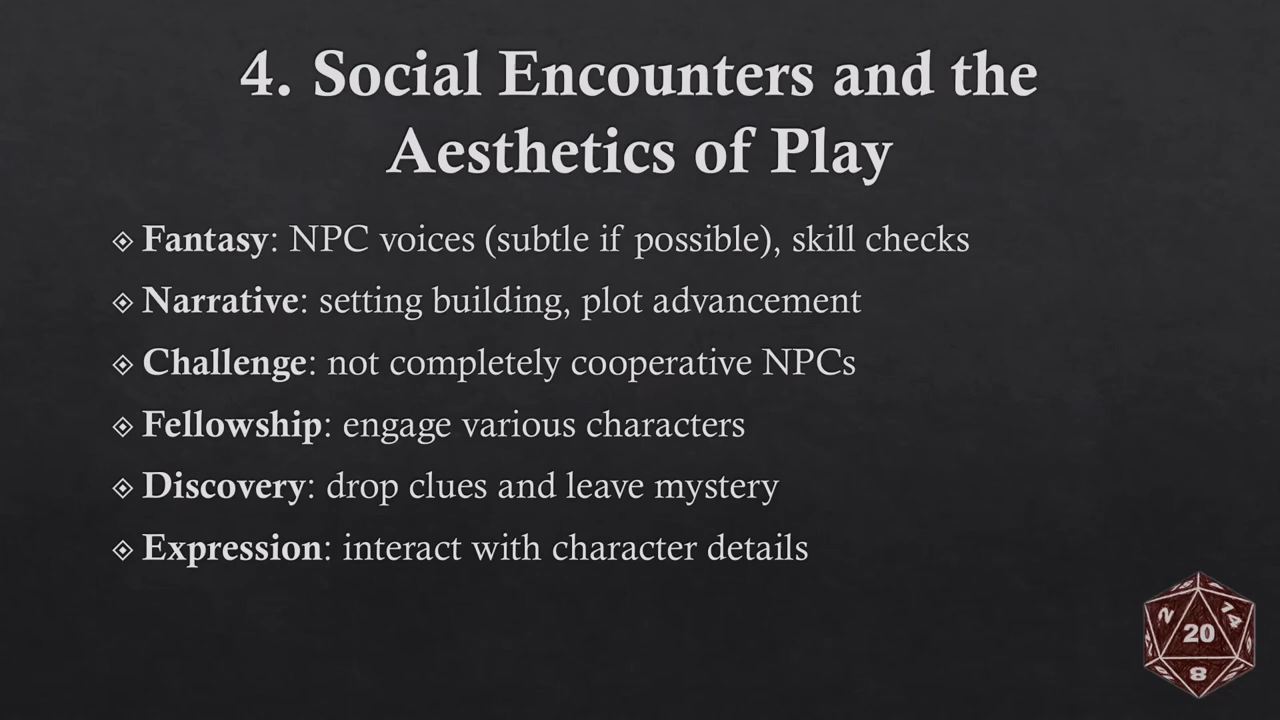 4. Social Encounters and the
Aesthetics of Play
Fantasy: NPC voices (subtle if possible), skill checks
Narrative: setting building, plot advancement
Challenge: not completely cooperative NPCs
Fellowship: engage various characters
Discovery: drop clues and leave mystery
Expression: interact with character details
2
14
20
8